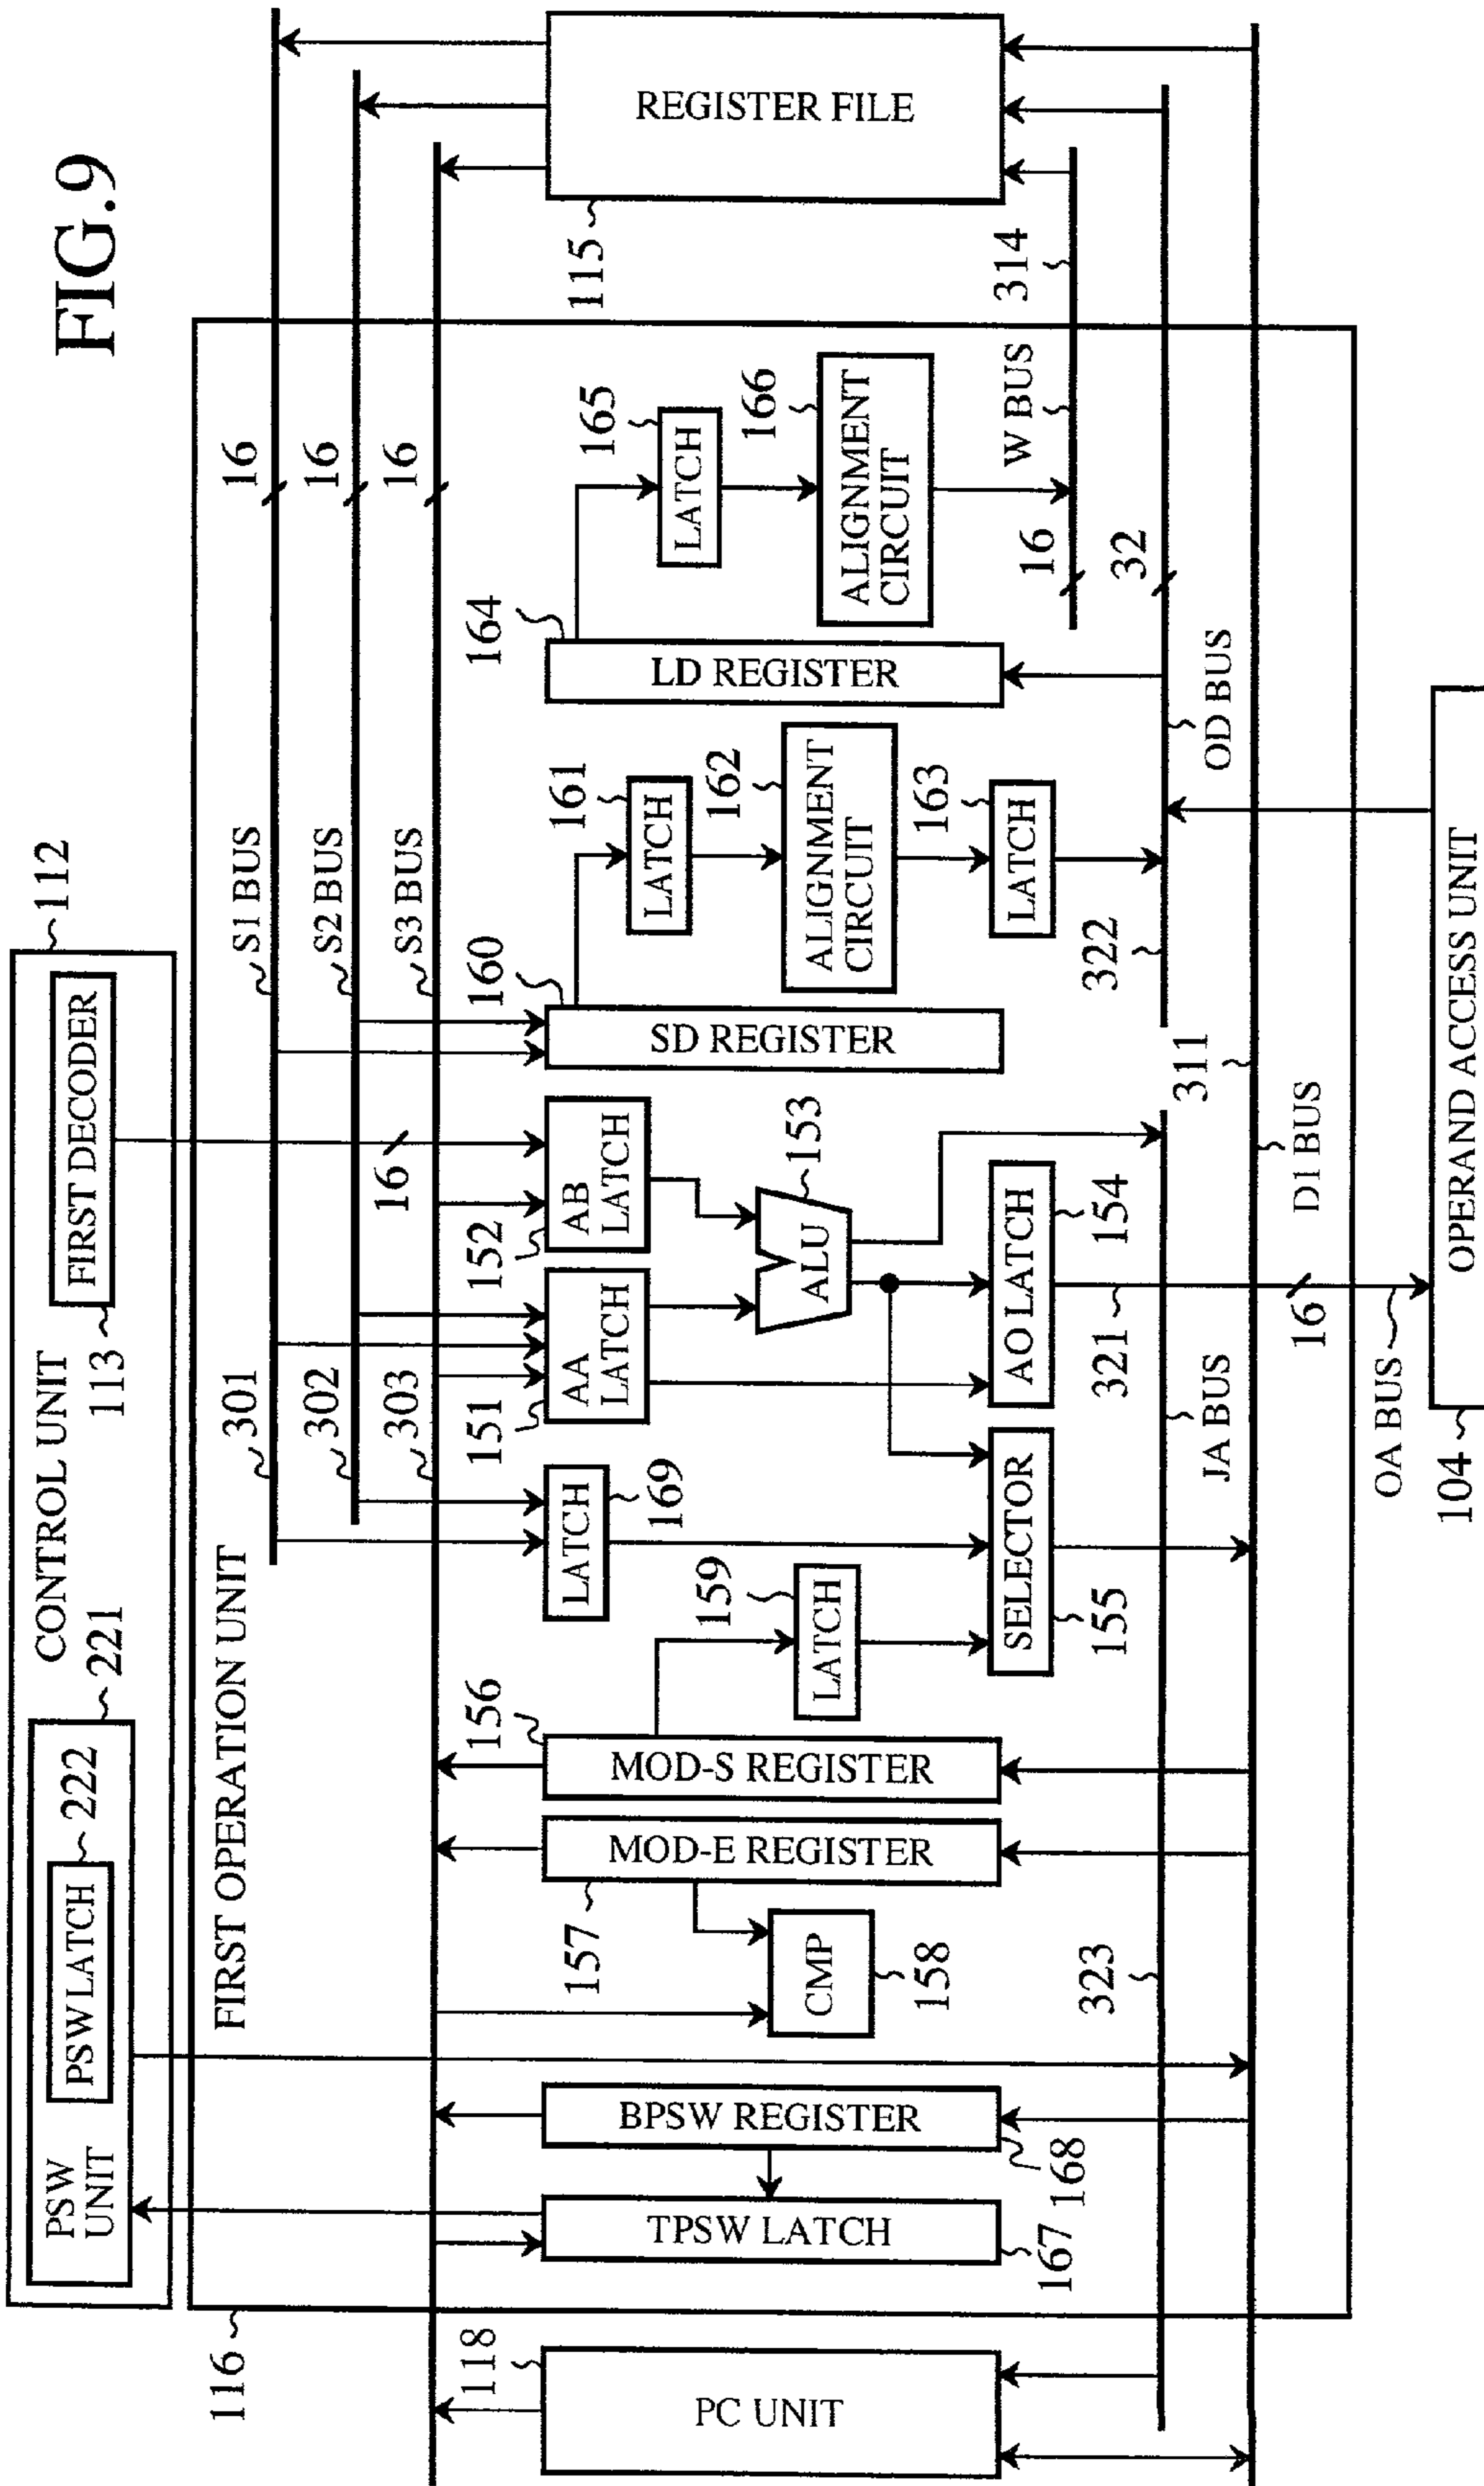 FIG.9
CONTROL UNIT
112
PSW
UNIT
PSW LATCH
222
221
FIRST DECODER
113
116
FIRST OPERATION UNIT
301
S1 BUS
16
302
S2 BUS
16
303
S3 BUS
16
16
118
PC UNIT
TPSW LATCH
167
BPSW REGISTER
168
CMP
158
MOD-E REGISTER
157
MOD-S REGISTER
156
LATCH
159
LATCH
169
SELECTOR
155
AA
LATCH
151
AB
LATCH
152
ALU
153
AO LATCH
154
SD REGISTER
160
LATCH
161
ALIGNMENT
CIRCUIT
162
LATCH
163
LD REGISTER
164
LATCH
165
ALIGNMENT
CIRCUIT
166
REGISTER FILE
115
W BUS
16
314
322
OD BUS
32
323
JA BUS
321
D1 BUS
311
OA BUS
16
OPERAND ACCESS UNIT
104